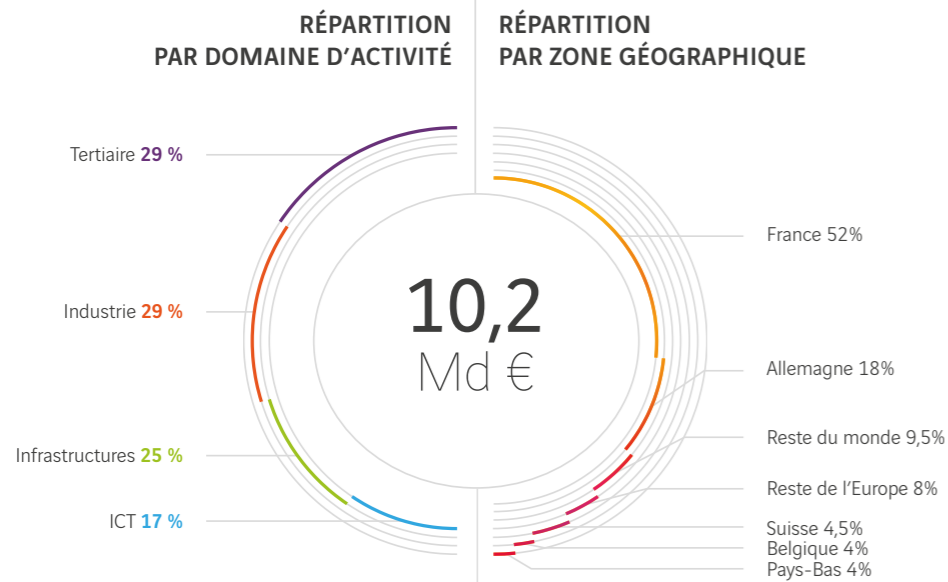 RÉPARTITION
PAR DOMAINE D’ACTIVITÉ
RÉPARTITION
PAR ZONE GÉOGRAPHIQUE
Tertiaire 29 %
Industrie 29 %
Infrastructures 25 %
ICT 17 %
10,2
Md €
France 52%
Allemagne 18%
Reste du monde 9,5%
Reste de l’Europe 8%
Suisse 4,5%
Belgique 4%
Pays-Bas 4%